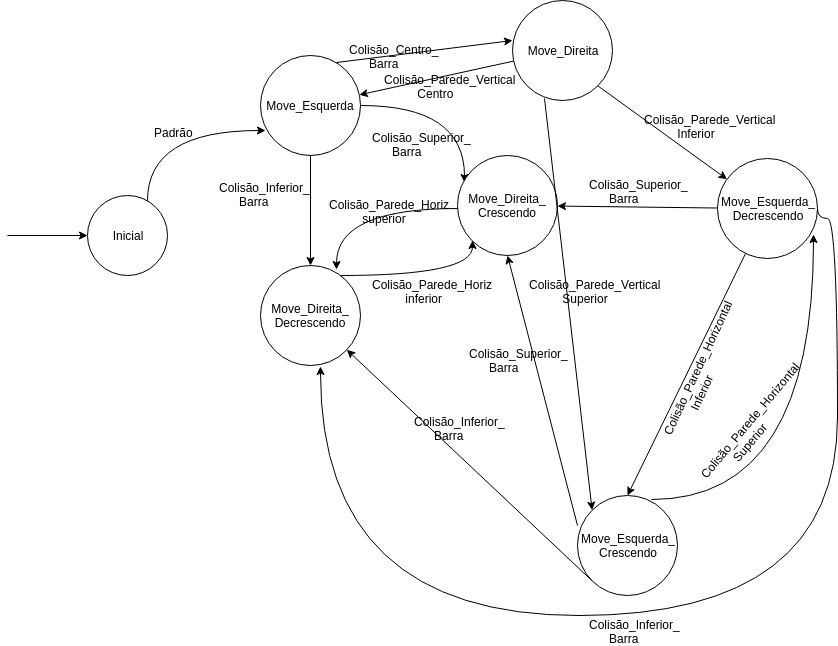 Move_Direita
Colisão_Centro_
Barra
Colisão_Parede_Vertical
Centro
Move_Esquerda
Padrão
Colisão_Superior_
Barra
Colisão_Parede_Vertical
Inferior
Colisão_Inferior_
Barra
Colisão_Parede_Horiz
superior
Move_Direita_
Crescendo
Colisão_Superior_
Barra
Move_Esquerda_
Decrescendo
Inicial
Colisão_Parede_Horiz
inferior
Colisão_Parede_Vertical
Superior
Move_Direita_
Decrescendo
Colisão_Superior_
Barra
Colisão_Parede_Horizontal
Inferior
Colisão_Parede_Horizontal
Superior
Colisão_Inferior_
Barra
Move_Esquerda_
Crescendo
Colisão_Inferior_
Barra